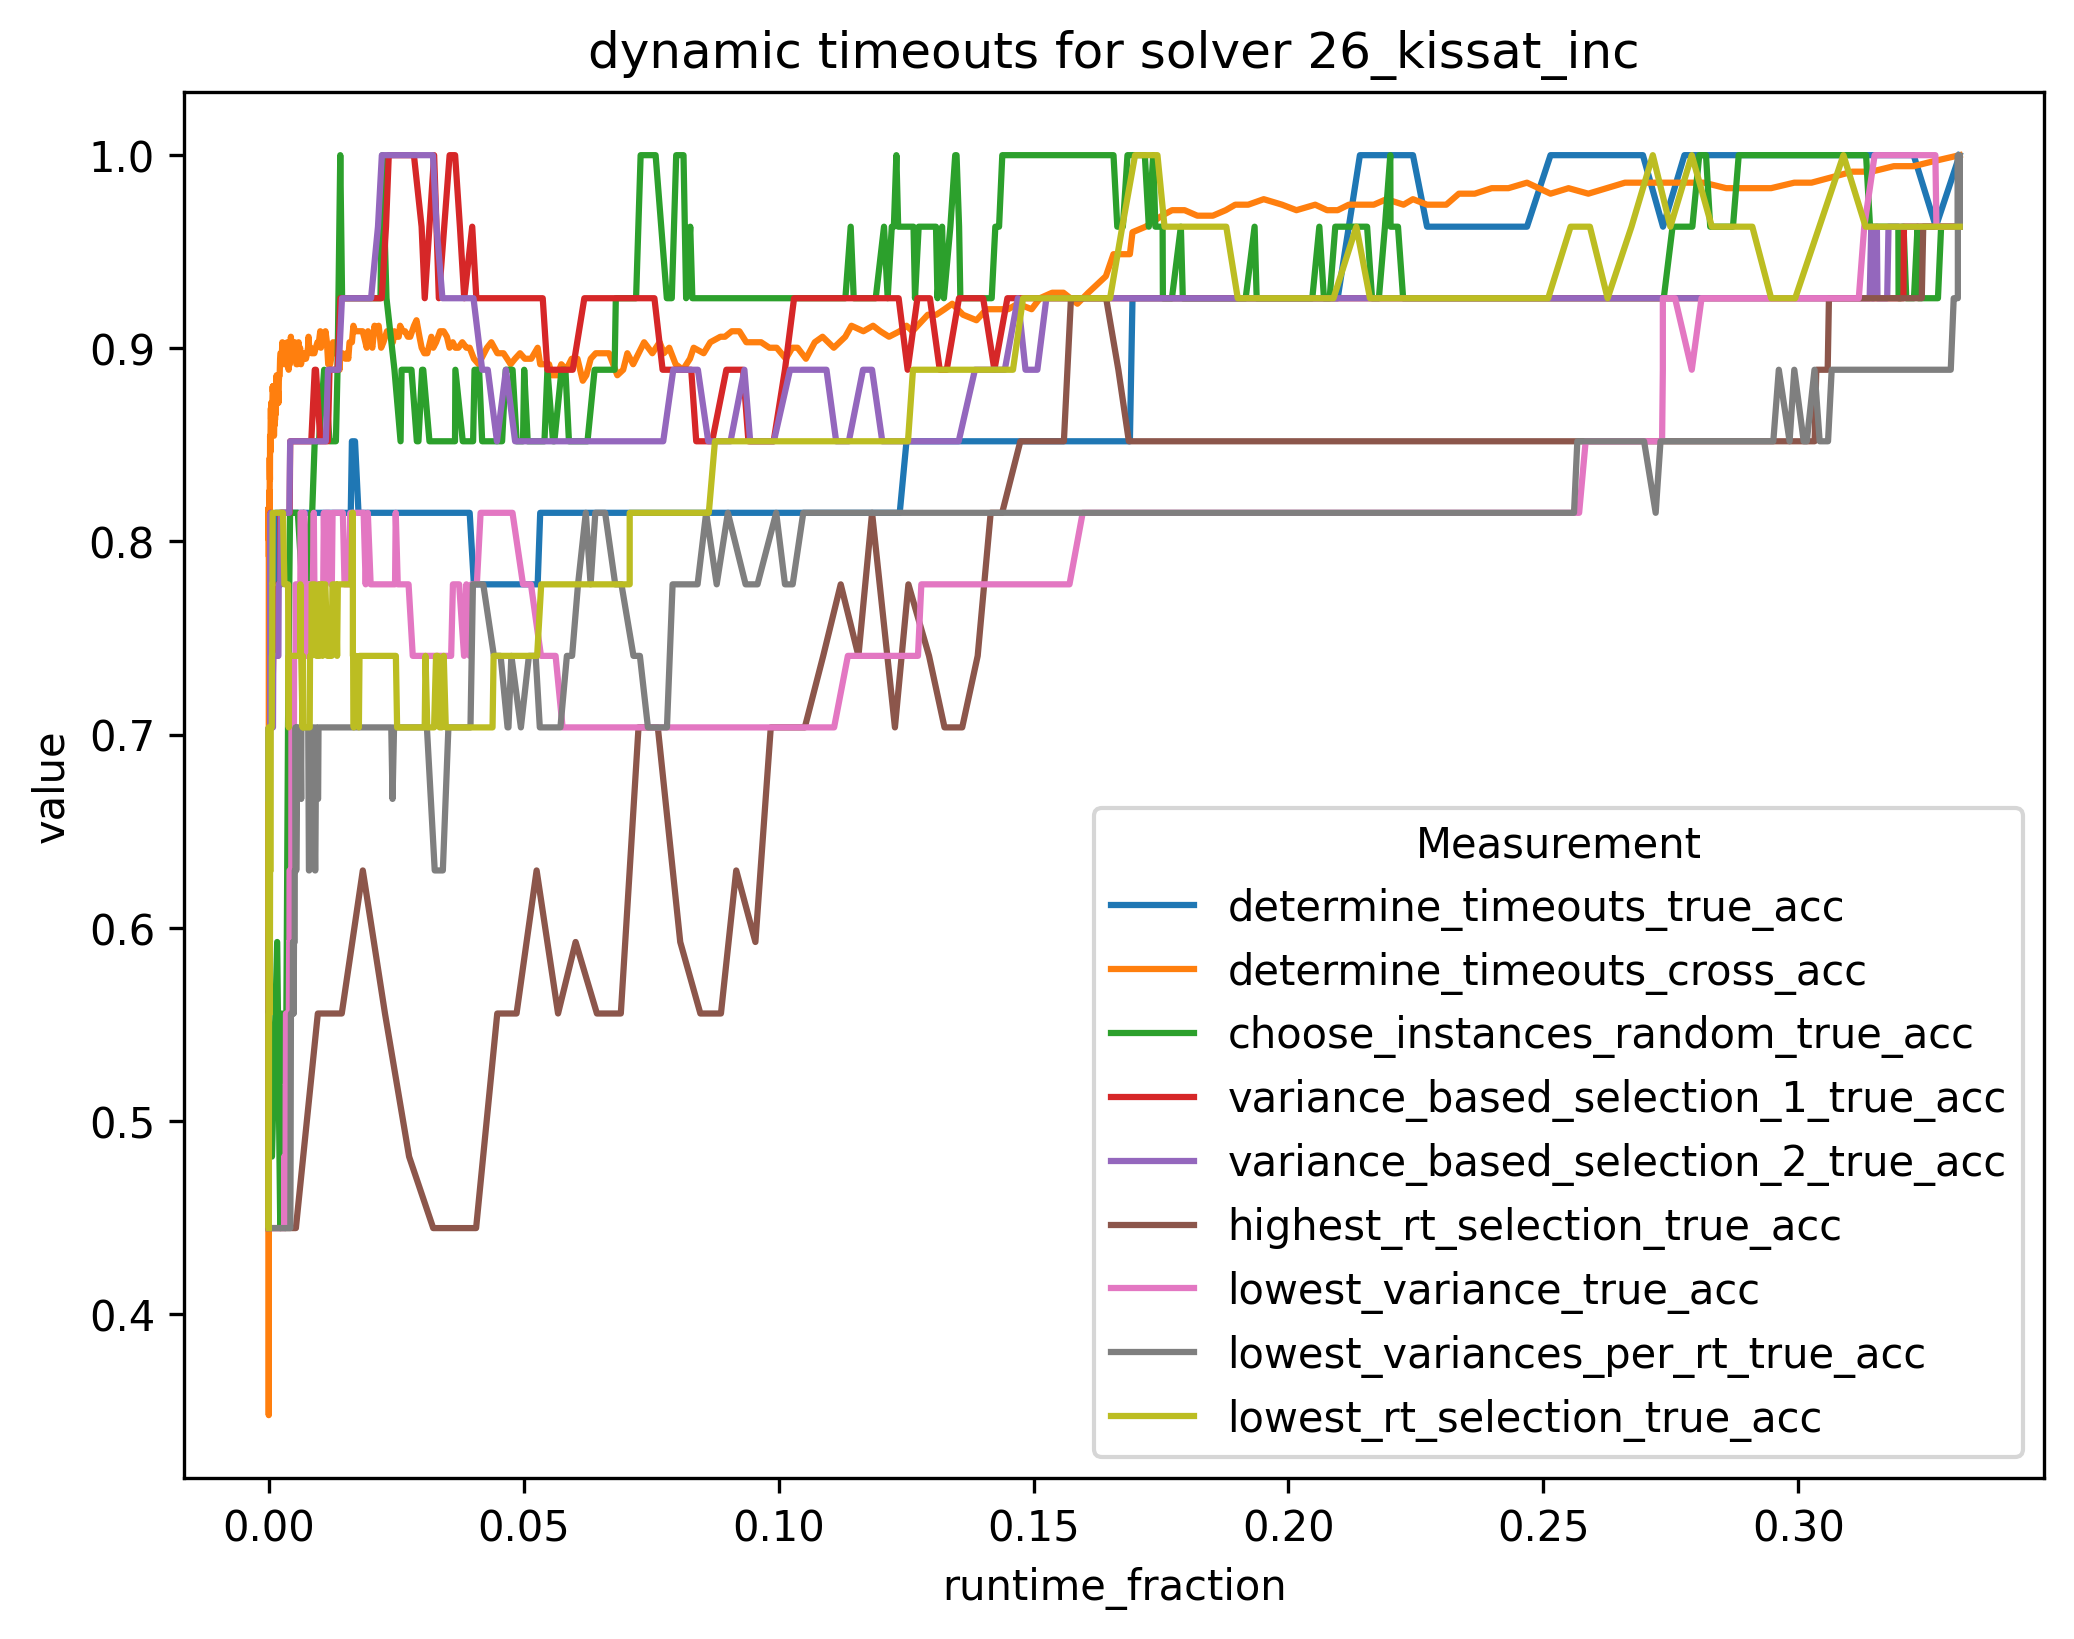 dynamic timeouts for solver 26_kissat_inc
1.0
0.9
0.8
0.7
0.6
0.5
0.4
value
0.00
0.05
0.10
0.15
0.20
0.25
0.30
runtime_fraction
Measurement
determine_timeouts_true_acc
determine_timeouts_cross_acc
choose_instances_random_true_acc
variance_based_selection_1_true_acc
variance_based_selection_2_true_acc
highest_rt_selection_true_acc
lowest_variance_true_acc
lowest_variances_per_rt_true_acc
lowest_rt_selection_true_acc